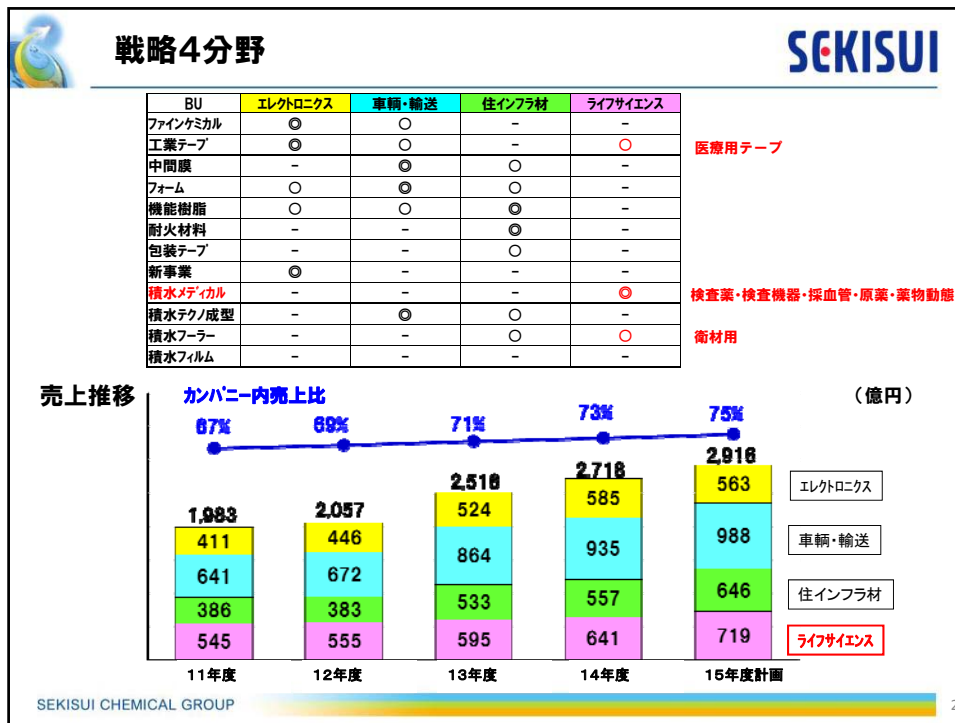 戦略4分野
SEKISUI
BU エレクトロニクス 車輌・輸送 住インフラ材 ライフサイエンス
ファインケミカル ◎ ○ － －
工業テープ ◎ ○ － ○ 医療用テープ
中間膜 － ◎ ○ －
フォーム ○ ◎ ○ －
機能樹脂 ○ ○ ◎ －
耐火材料 － － ◎ －
包装テープ － － ○ －
新事業 ◎ － － －
積水メディカル － － － ◎ 検査薬・検査機器・採血管・原薬・薬物動態
積水テクノ成型 － ◎ ○ －
積水フーラー － － ○ ○ 衛材用
積水フィルム － － － －
売上推移 カンパニー内売上比 （億円）
67% 69% 71% 73% 75%
1,983 2,057 2,516 2,718 2,916
411 446 524 585 563 エレクトロニクス
641 672 864 935 988 車輌・輸送
386 383 533 557 646 住インフラ材
545 555 595 641 719 ライフサイエンス
11年度 12年度 13年度 14年度 15年度計画
SEKISUI CHEMICAL GROUP 2